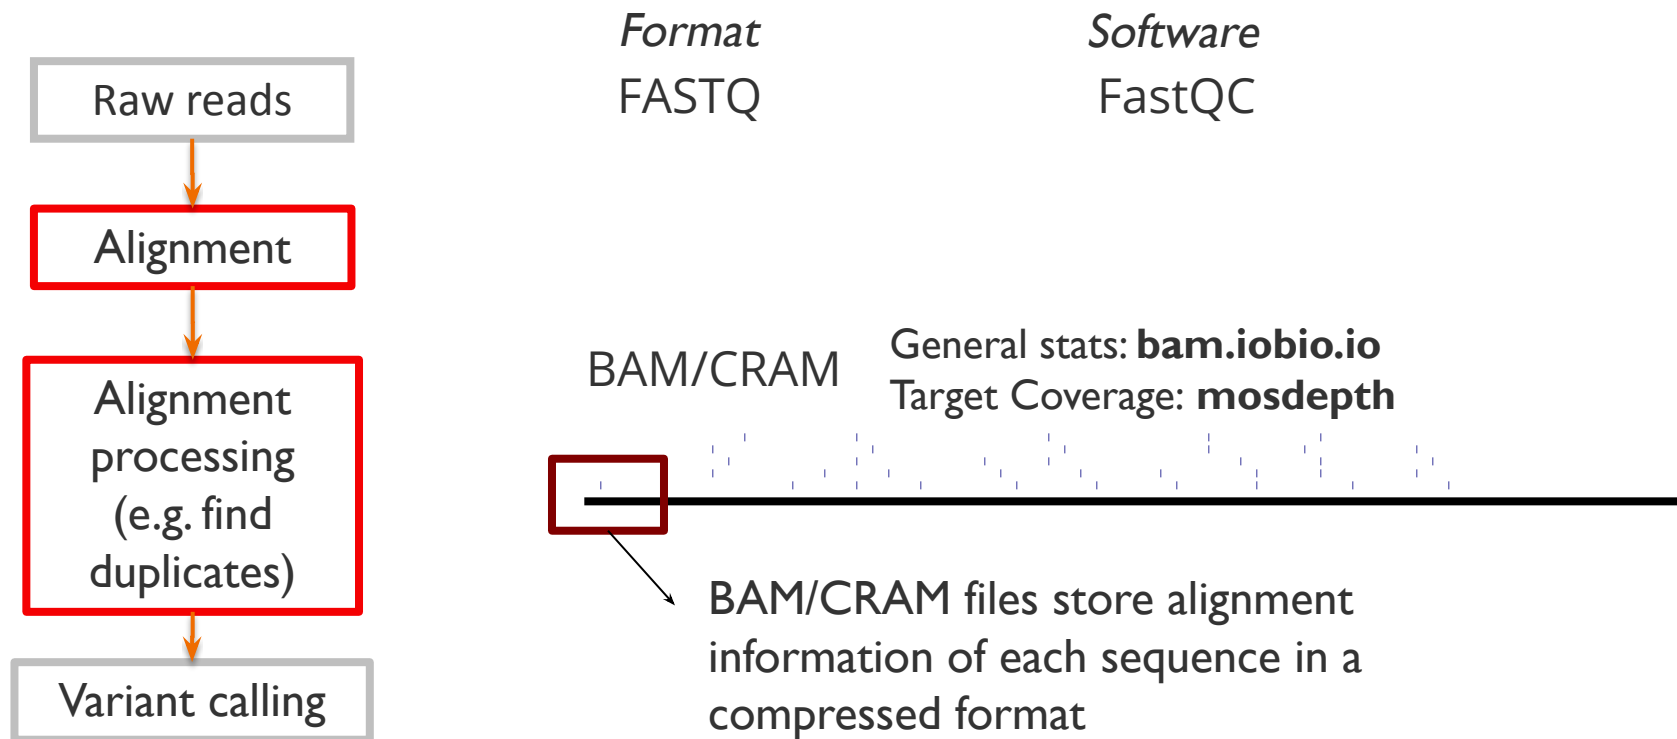 Format
Software
Raw reads
FASTQ
FastQC
Alignment
Alignment
processing
(e.g. find
duplicates)
BAM/CRAM
General stats: bam.iobio.io
Target Coverage: mosdepth
BAM/CRAM files store alignment
information of each sequence in a
compressed format
Variant calling